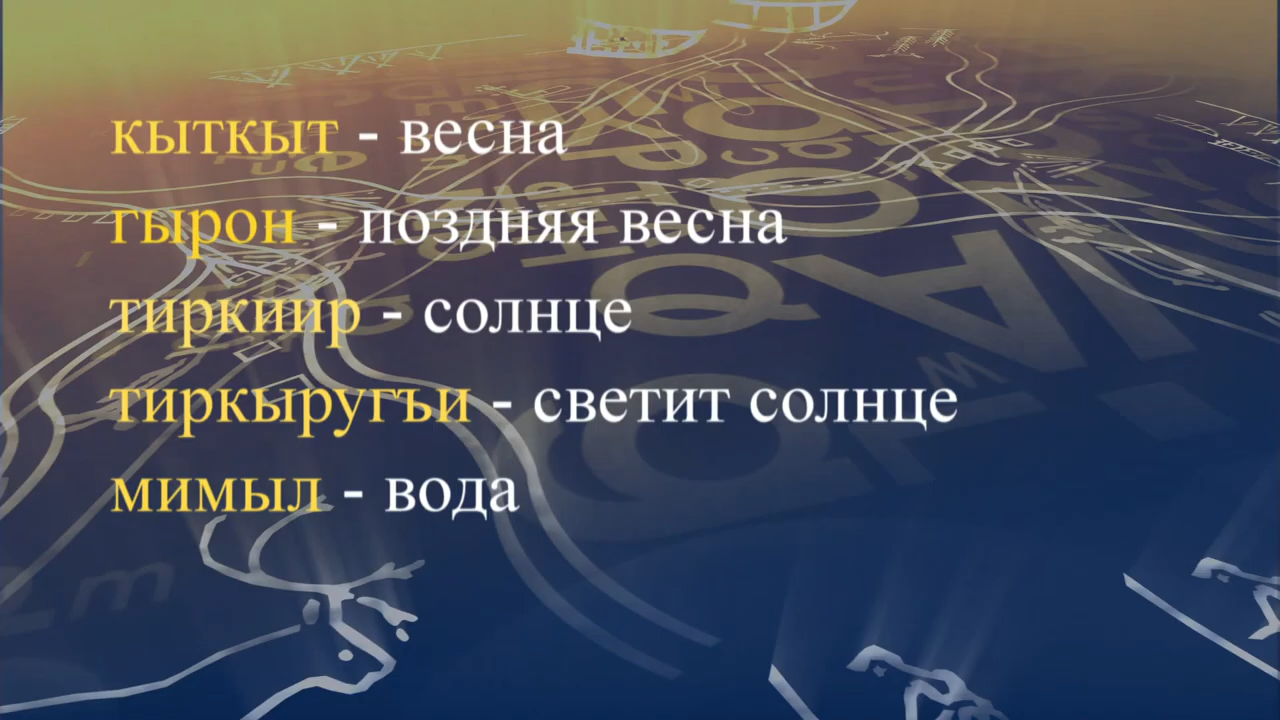 кыткыт - весна
гырон - поздняя весна
тиркиир - солнце
тиркыругъи - светит солнце
мимыл - вода